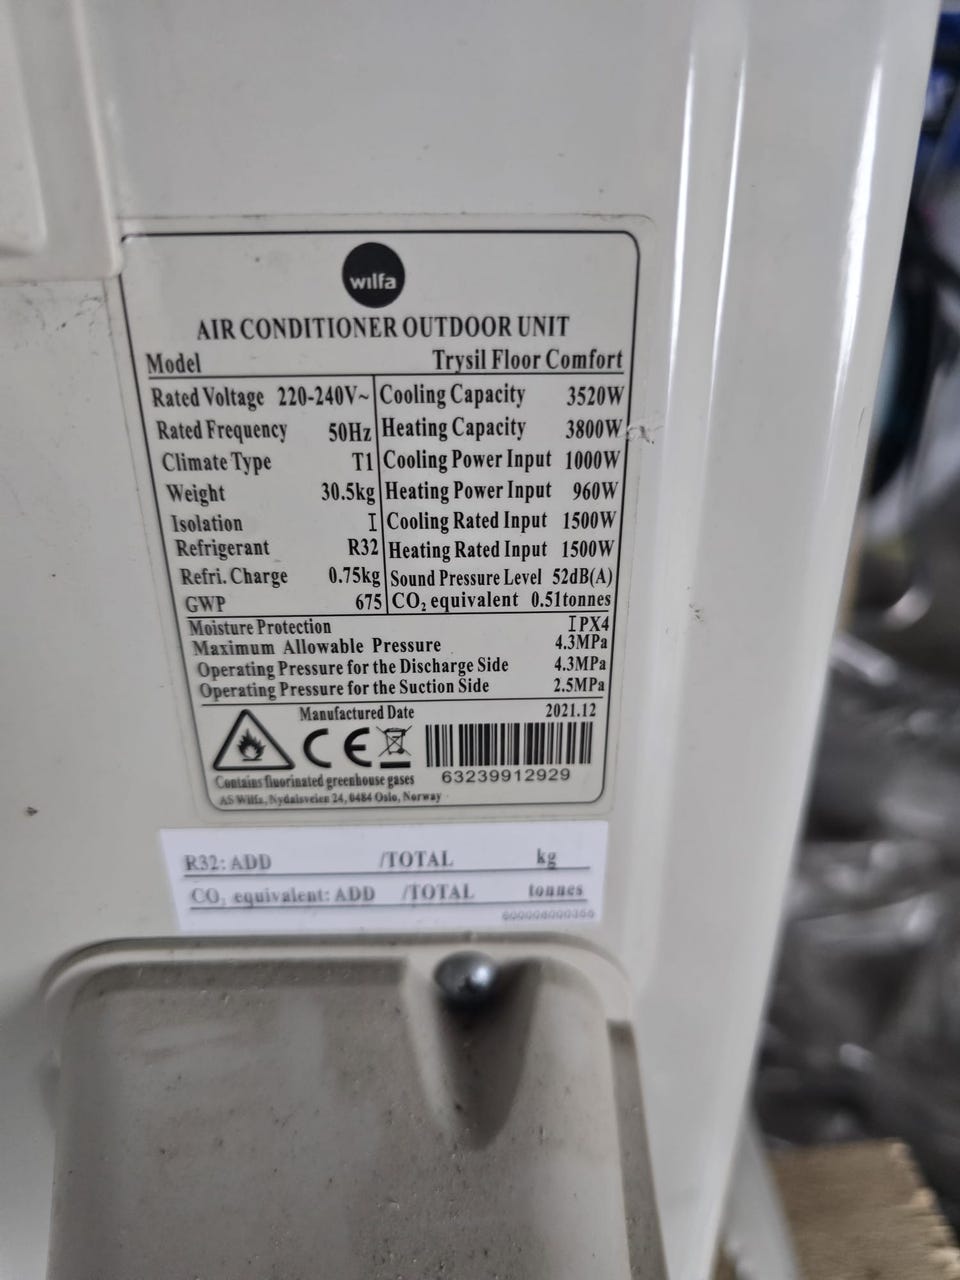 wilfa
AIR CONDITIONER OUTDOOR UNIT
Model Trysil Floor Comfort
Rated Voltage 220-240V~ Cooling Capacity 3520W
Rated Frequency 50Hz Heating Capacity 3800W
Climate Type T1 Cooling Power Input 1000W
Weight 30.5kg Heating Power Input 960W
Isolation I Cooling Rated Input 1500W
Refrigerant R32 Heating Rated Input 1500W
Refri. Charge 0.75kg Sound Pressure Level 52dB(A)
GWP 675 CO₂ equivalent 0.51tonnes
Moisture Protection IPX4
Maximum Allowable Pressure 4.3MPa
Operating Pressure for the Discharge Side 4.3MPa
Operating Pressure for the Suction Side 2.5MPa
Manufactured Date 2021.12
CE
63239912929
Contains fluorinated greenhouse gases
AS Wilfa, Nydalsveien 24, 0484 Oslo, Norway
R32: ADD /TOTAL kg
CO₂ equivalent: ADD /TOTAL tonnes